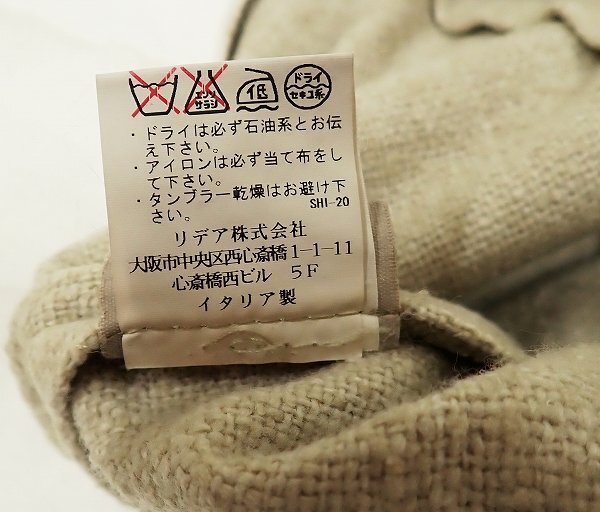 エンソ
サラシ
低
ドライ
セキユ系
・ドライは必ず石油系とお伝
え下さい。
・アイロンは必ず当て布をし
て下さい。
・タンブラー乾燥はお避け下
さい。
SHI-20
リデア株式会社
大阪市中央区西心斎橋1-1-11
心斎橋西ビル 5F
イタリア製